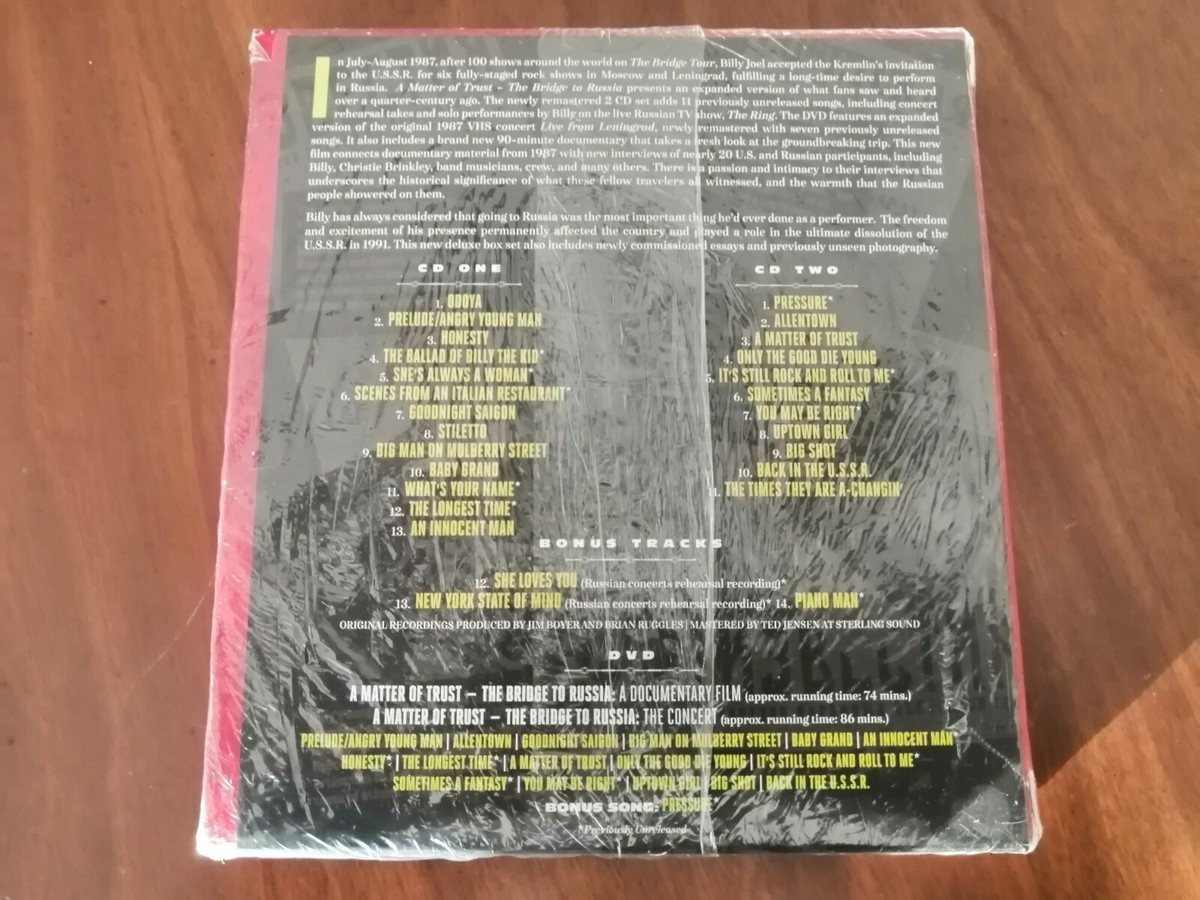 In July-August 1987, after 100 shows around the world on The Bridge Tour, Billy Joel accepted the Kremlin's invitation
to the U.S.S.R. for six fully-staged rock shows in Moscow and Leningrad, fulfilling a long-time desire to perform
in Russia. A Matter of Trust – The Bridge to Russia presents an expanded version of what fans saw and heard
over a quarter-century ago. The newly remastered 2 CD set adds 11 previously unreleased songs, including concert
rehearsal takes and solo performances by Billy on the live Russian TV show, The Ring. The DVD features an expanded
version of the original 1987 VHS concert Live from Leningrad, newly remastered with seven previously unreleased
songs. It also includes a brand new 90-minute documentary that takes a fresh look at the groundbreaking trip. This new
film connects documentary material from 1987 with new interviews of nearly 20 U.S. and Russian participants, including
Billy, Christie Brinkley, band musicians, crew, and many others. There is a passion and intimacy to their interviews that
underscores the historical significance of what these fellow travelers all witnessed, and the warmth that the Russian
people showered on them.
Billy has always considered that going to Russia was the most important thing he'd ever done as a performer. The freedom
and excitement of his presence permanently affected the country and played a role in the ultimate dissolution of the
U.S.S.R. in 1991. This new deluxe box set also includes newly commissioned essays and previously unseen photography.
CD ONE
1. ODOYA
2. PRELUDE/ANGRY YOUNG MAN
3. HONESTY
4. THE BALLAD OF BILLY THE KID*
5. SHE'S ALWAYS A WOMAN*
6. SCENES FROM AN ITALIAN RESTAURANT*
7. GOODNIGHT SAIGON
8. STILETTO
9. BIG MAN ON MULBERRY STREET
10. BABY GRAND
11. WHAT'S YOUR NAME*
12. THE LONGEST TIME*
13. AN INNOCENT MAN
CD TWO
1. PRESSURE*
2. ALLENTOWN
3. A MATTER OF TRUST
4. ONLY THE GOOD DIE YOUNG
5. IT'S STILL ROCK AND ROLL TO ME*
6. SOMETIMES A FANTASY
7. YOU MAY BE RIGHT*
8. UPTOWN GIRL
9. BIG SHOT
10. BACK IN THE U.S.S.R.
11. THE TIMES THEY ARE A-CHANGIN'
BONUS TRACKS
12. SHE LOVES YOU (Russian concerts rehearsal recording)*
13. NEW YORK STATE OF MIND (Russian concerts rehearsal recording)* 14. PIANO MAN*
ORIGINAL RECORDINGS PRODUCED BY JIM BOYER AND BRIAN RUGGLES | MASTERED BY TED JENSEN AT STERLING SOUND
DVD
A MATTER OF TRUST – THE BRIDGE TO RUSSIA: A DOCUMENTARY FILM (approx. running time: 74 mins.)
A MATTER OF TRUST – THE BRIDGE TO RUSSIA: THE CONCERT (approx. running time: 86 mins.)
PRELUDE/ANGRY YOUNG MAN | ALLENTOWN | GOODNIGHT SAIGON | BIG MAN ON MULBERRY STREET | BABY GRAND | AN INNOCENT MAN
HONESTY* | THE LONGEST TIME* | A MATTER OF TRUST | ONLY THE GOOD DIE YOUNG | IT'S STILL ROCK AND ROLL TO ME*
SOMETIMES A FANTASY* | YOU MAY BE RIGHT* | UPTOWN GIRL | BIG SHOT | BACK IN THE U.S.S.R.
BONUS SONG: PRESSURE*
*Previously Unreleased